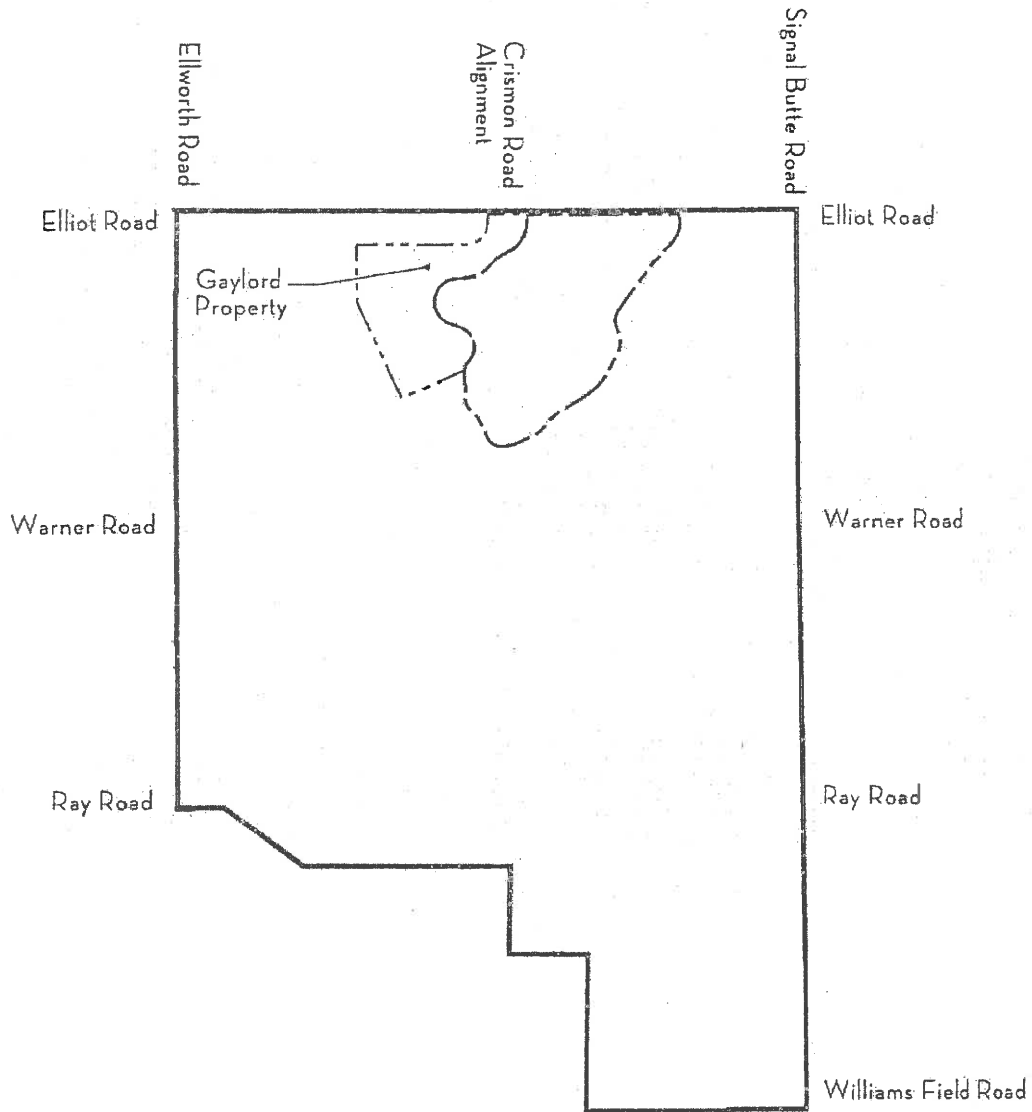 Ellworth Road
Crismon Road
Alignment
Signal Butte Road
Elliot Road
Elliot Road
Gaylord
Property
Warner Road
Warner Road
Ray Road
Ray Road
Williams Field Road